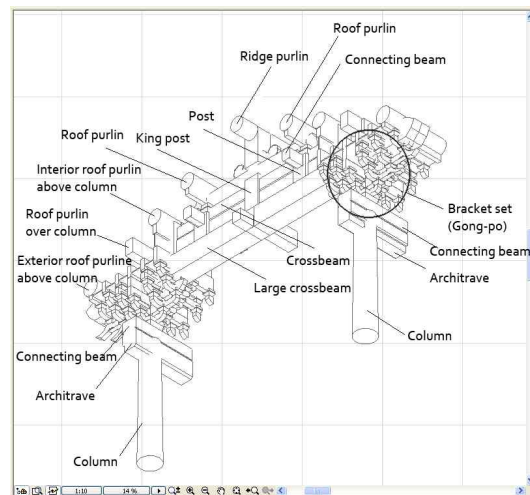 Roof purlin
Ridge purlin
Connecting beam
Post
Roof purlin
King post
Interior roof purlin
above column
Roof purlin
over column
Exterior roof purline
above column
Bracket set
(Gong-po)
Connecting beam
Crossbeam
Architrave
Large crossbeam
Column
Connecting beam
Architrave
Column
1:10
14 %